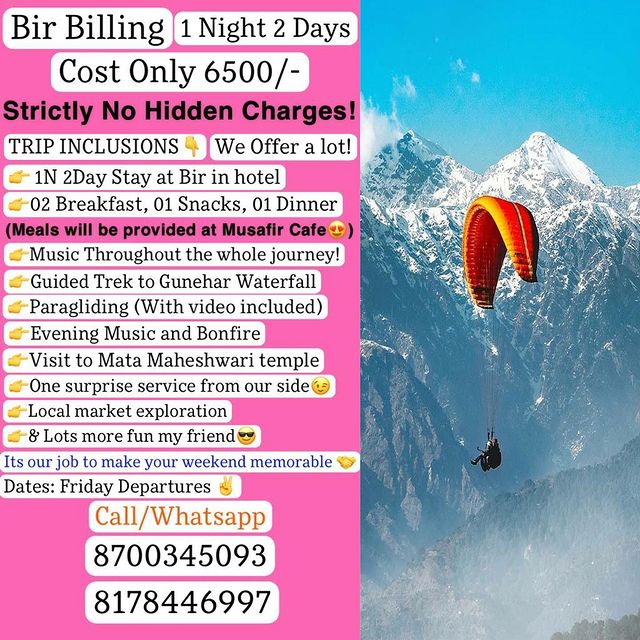 Bir Billing 1 Night 2 Days
Cost Only 6500/-
Strictly No Hidden Charges!
TRIP INCLUSIONS👇 We Offer a lot!
👉 1N 2Day Stay at Bir in hotel
👉02 Breakfast, 01 Snacks, 01 Dinner
(Meals will be provided at Musafir Cafe😍)
👉Music Throughout the whole journey!
👉Guided Trek to Gunehar Waterfall
👉Paragliding (With video included)
👉Evening Music and Bonfire
👉Visit to Mata Maheshwari temple
👉One surprise service from our side😉
👉Local market exploration
👉& Lots more fun my friend😎
Its our job to make your weekend memorable 🤝
Dates: Friday Departures ✌
Call/Whatsapp
8700345093
8178446997